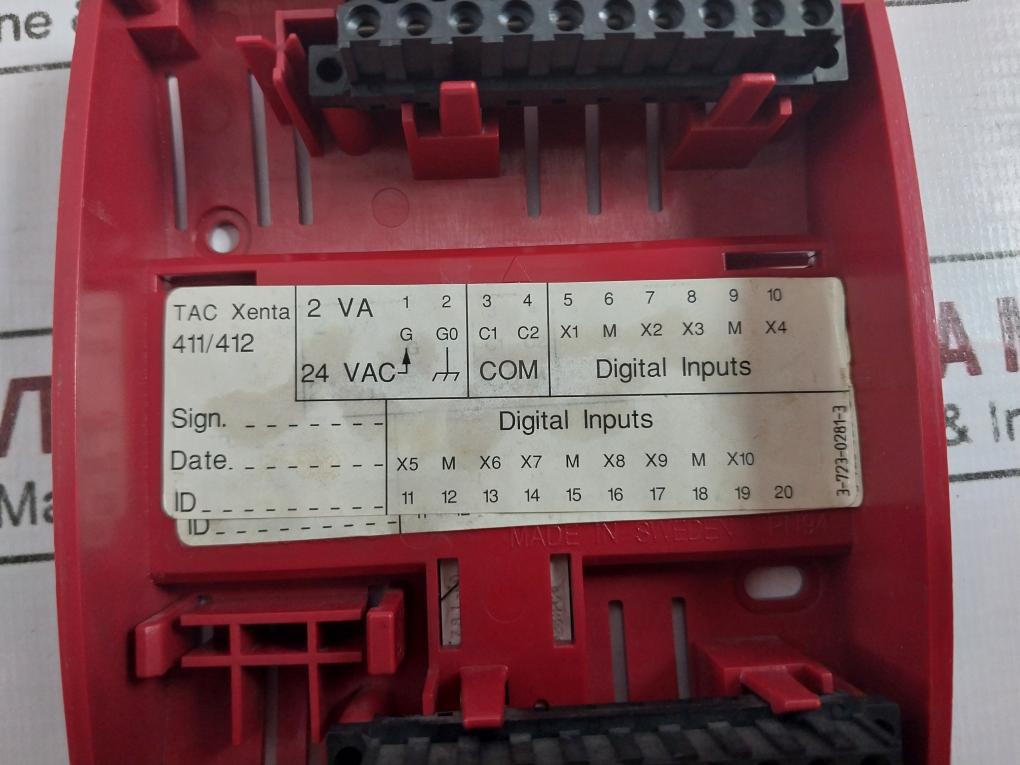 ne &
TAC Xenta 2 VA 1 2 3 4 5 6 7 8 9 10
411/412 G G0 C1 C2 X1 M X2 X3 M X4
24 VAC COM Digital Inputs
Sign. _ _ _ _ _ _ _ Digital Inputs
Date. _ _ _ _ _ _ _ X5 M X6 X7 M X8 X9 M X10
ID _ _ _ _ _ _ _ _ _ 11 12 13 14 15 16 17 18 19 20
3-723-0281-3
ID _ _ _ _ _ _ _ _ _
MADE IN SWEDEN
& In
Ma